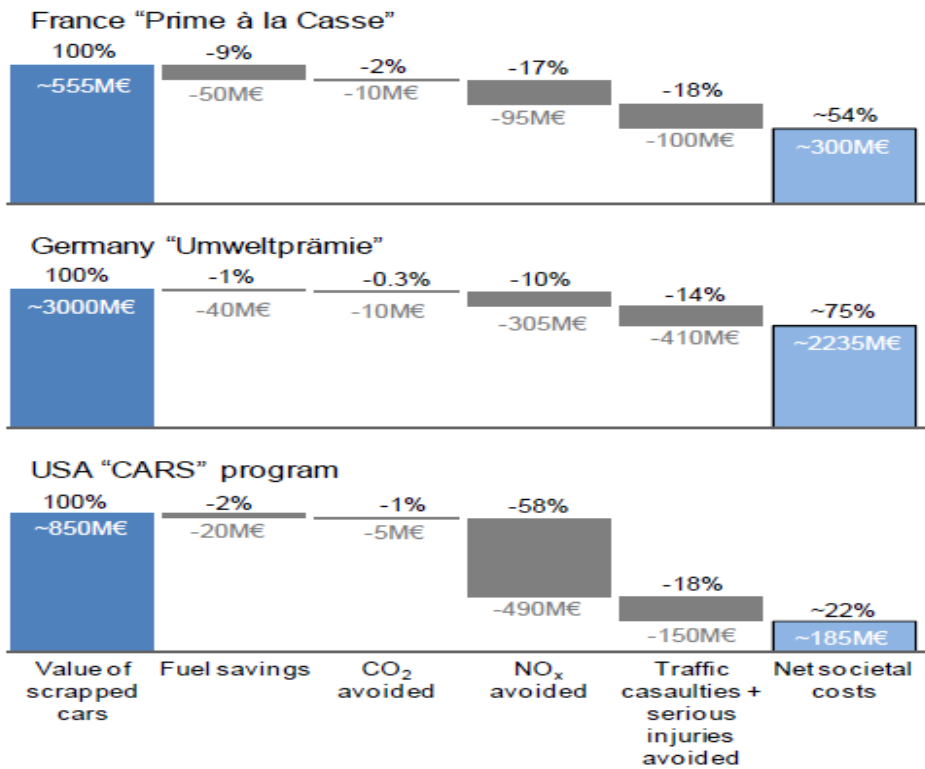 France “Prime à la Casse”
100% -9% -2% -17% -18% ~54%
~555M€ -50M€ -10M€ -95M€ -100M€ ~300M€
Germany “Umweltprämie”
100% -1% -0.3% -10% -14% ~75%
~3000M€ -40M€ -10M€ -305M€ -410M€ ~2235M€
USA “CARS” program
100% -2% -1% -58% -18% ~22%
~850M€ -20M€ -5M€ -490M€ -150M€ ~185M€
Value of scrapped cars
Fuel savings
CO₂ avoided
NOₓ avoided
Traffic casaulties + serious injuries avoided
Net societal costs